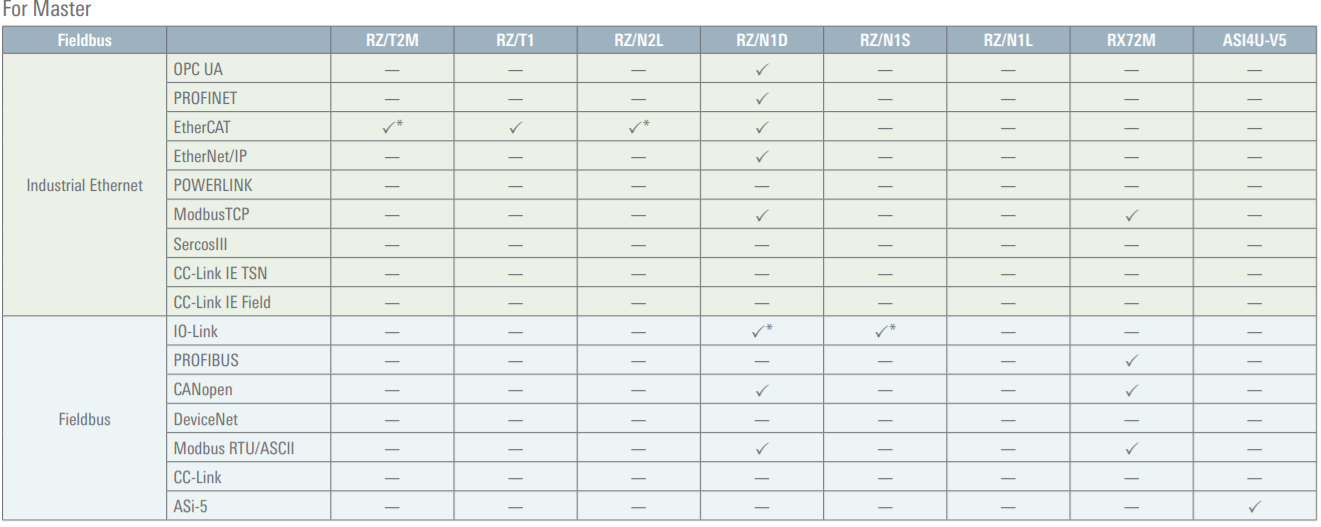 For Master
Fieldbus RZ/T2M RZ/T1 RZ/N2L RZ/N1D RZ/N1S RZ/N1L RX72M ASI4U-V5
OPC UA — — — ✓ — — — —
PROFINET — — — ✓ — — — —
EtherCAT ✓* ✓ ✓* ✓ — — — —
EtherNet/IP — — — ✓ — — — —
Industrial Ethernet POWERLINK — — — — — — — —
ModbusTCP — — — ✓ — — ✓ —
SercosIII — — — — — — — —
CC-Link IE TSN — — — — — — — —
CC-Link IE Field — — — — — — — —
IO-Link — — — ✓* ✓* — — —
PROFIBUS — — — — — — ✓ —
CANopen — — — ✓ — — ✓ —
Fieldbus DeviceNet — — — — — — — —
Modbus RTU/ASCII — — — ✓ — — ✓ —
CC-Link — — — — — — — —
ASi-5 — — — — — — — ✓